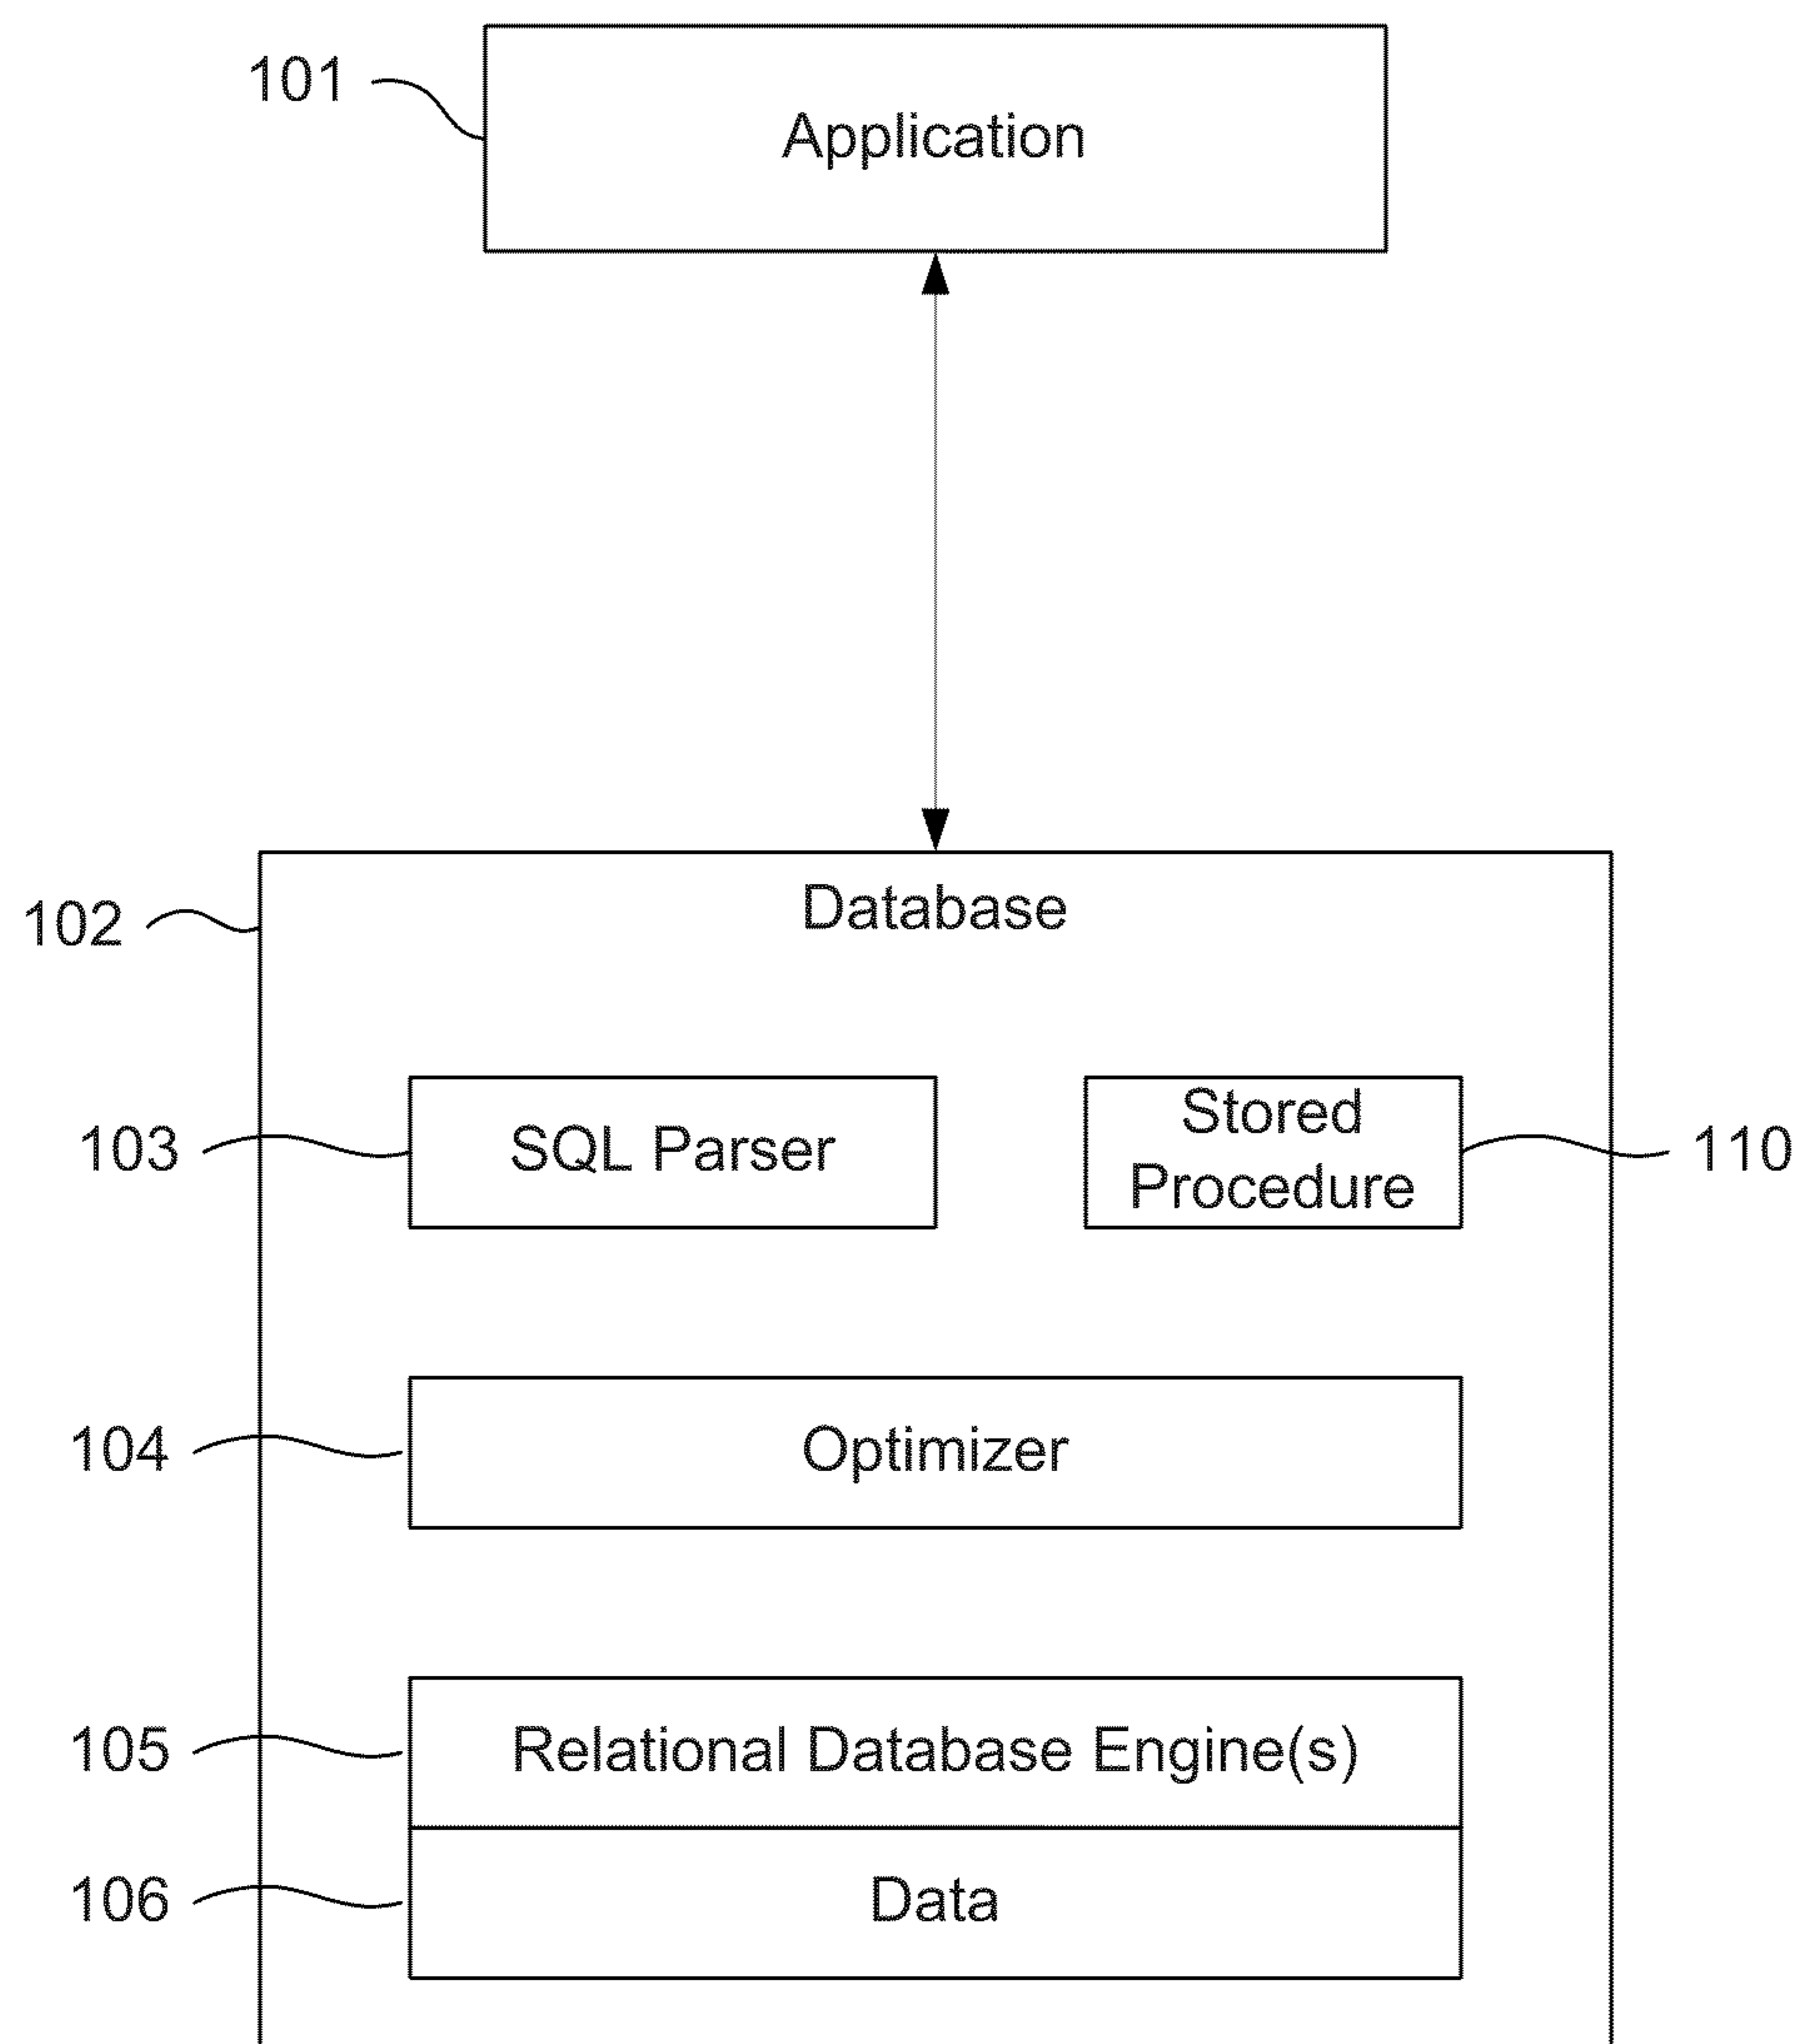 101
Application
102
Database
103
SQL Parser
Stored
Procedure
110
104
Optimizer
105
Relational Database Engine(s)
106
Data